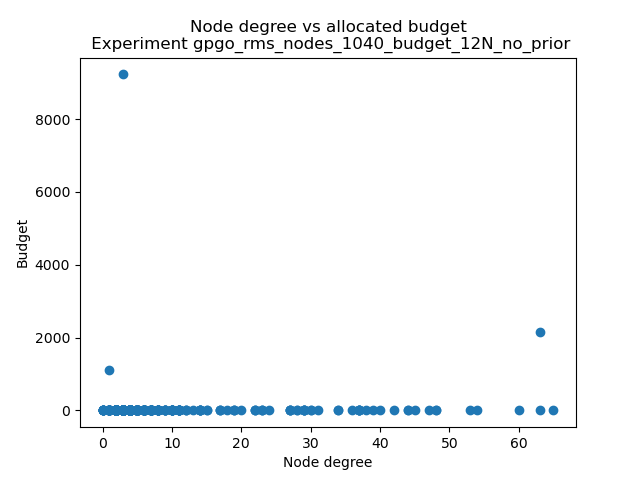 Node degree vs allocated budget
Experiment gpgo_rms_nodes_1040_budget_12N_no_prior
8000
6000
4000
2000
0
Budget
0 10 20 30 40 50 60
Node degree